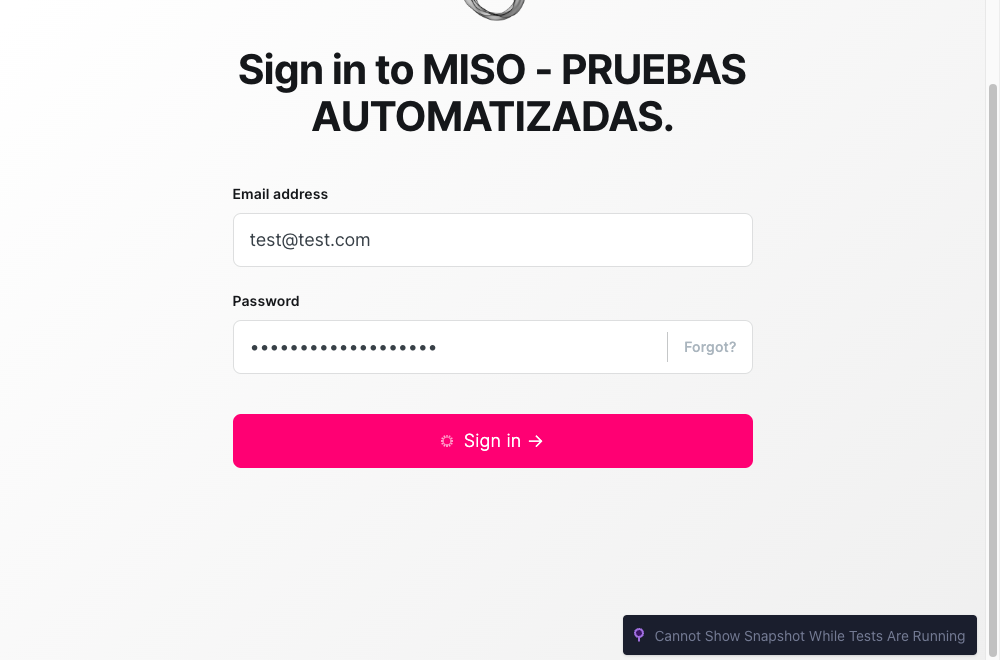 Sign in to MISO - PRUEBAS
AUTOMATIZADAS.
Email address
test@test.com
Password
•••••••••••••••••••
Forgot?
Sign in →
Cannot Show Snapshot While Tests Are Running